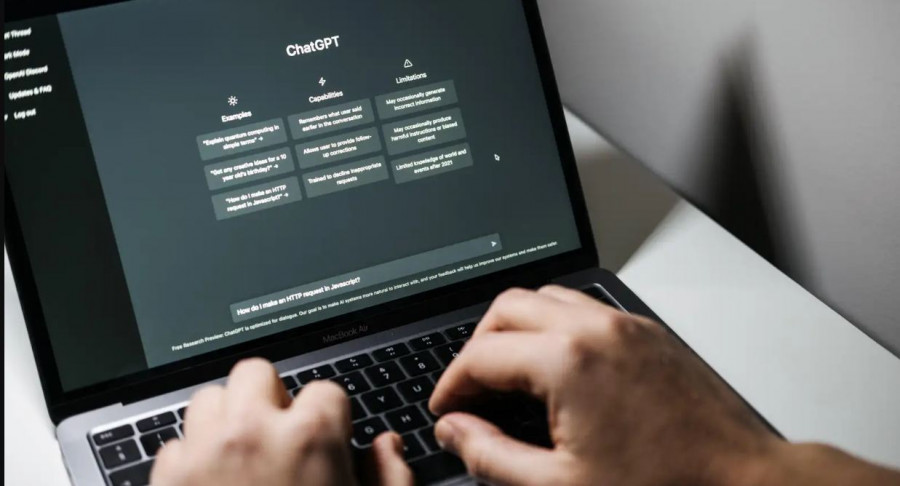 Thread
Mode
OpenAI Discord
Updates & FAQ
Log out
ChatGPT
Examples
"Explain quantum computing in
simple terms" →
"Got any creative ideas for a 10
year old's birthday?" →
"How do I make an HTTP
request in Javascript?" →
Capabilities
Remembers what user said
earlier in the conversation
Allows user to provide follow-
up corrections
Trained to decline inappropriate
requests
Limitations
May occasionally generate
incorrect information
May occasionally produce
harmful instructions or biased
content
Limited knowledge of world and
events after 2021
How do I make an HTTP request in Javascript?
Free Research Preview: ChatGPT is optimized for dialogue. Our goal is to make AI systems more natural to interact with, and your feedback will help us improve our systems and make them safer
MacBook Air
esc
1
6 7 8 9
Y U
G H